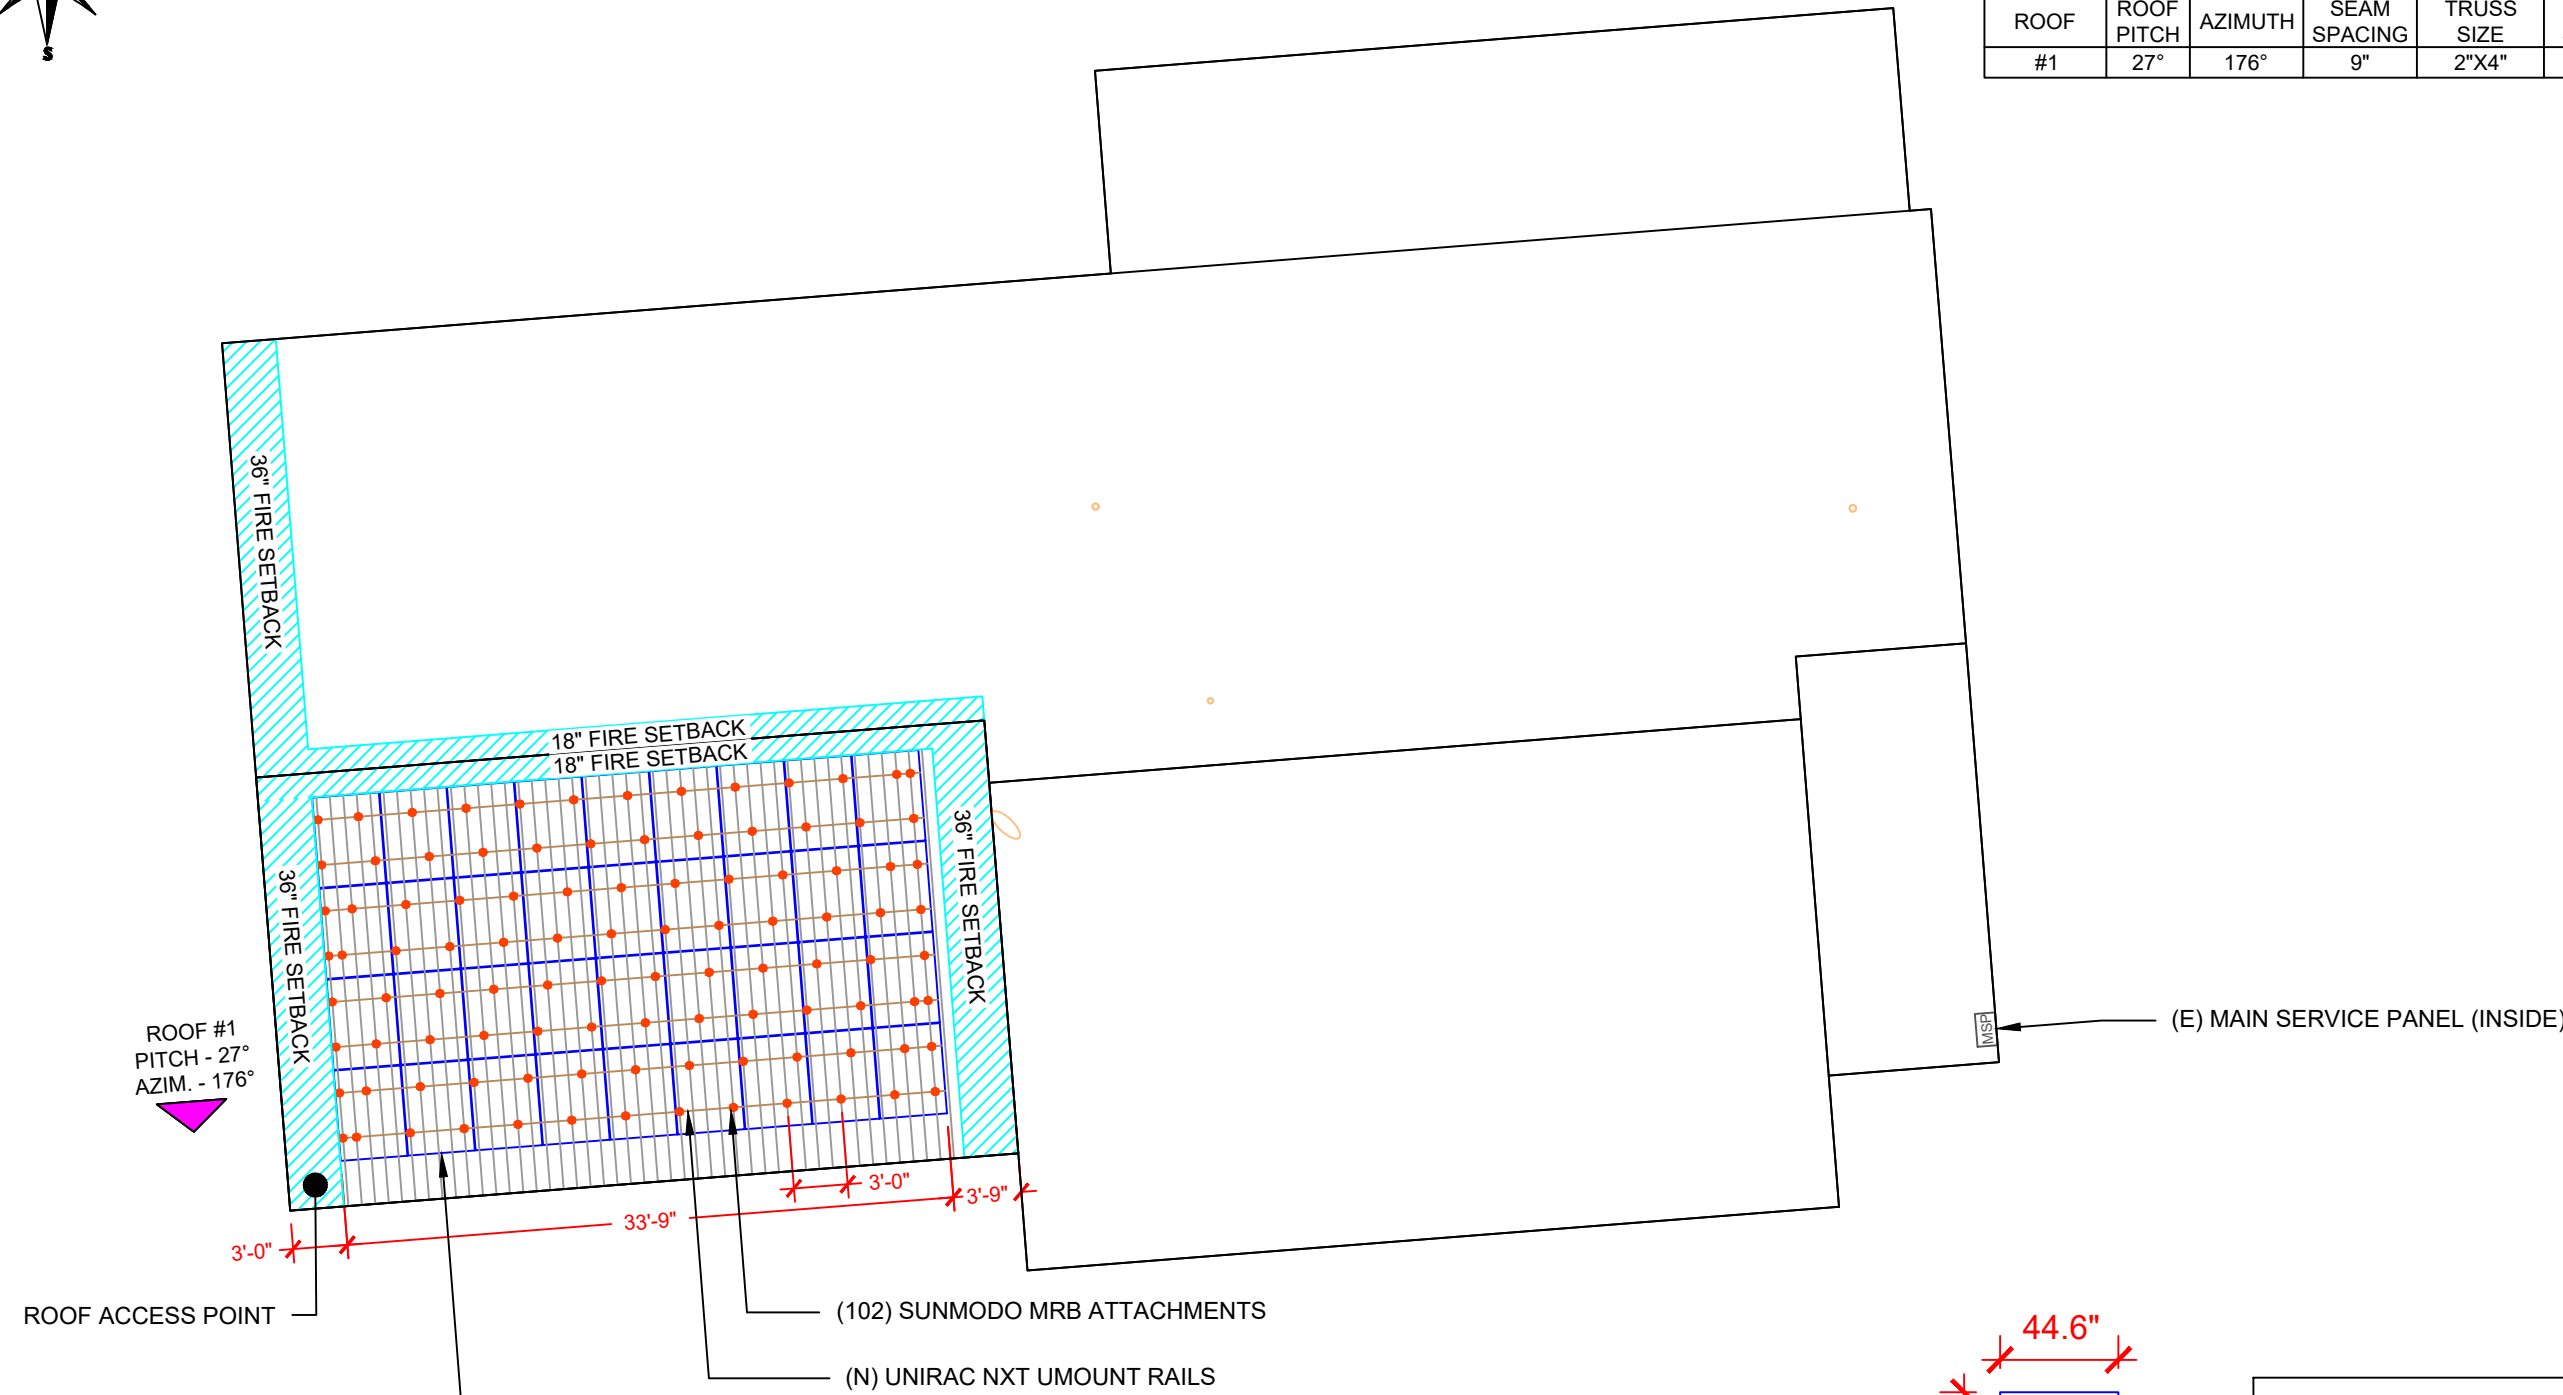 S
ROOF
ROOF
PITCH
AZIMUTH
SEAM
SPACING
TRUSS
SIZE
#1
27°
176°
9"
2"X4"
36" FIRE SETBACK
18" FIRE SETBACK
18" FIRE SETBACK
36" FIRE SETBACK
36" FIRE SETBACK
ROOF #1
PITCH - 27°
AZIM. - 176°
MSP
(E) MAIN SERVICE PANEL (INSIDE)
3'-0"
3'-9"
33'-9"
3'-0"
ROOF ACCESS POINT
(102) SUNMODO MRB ATTACHMENTS
(N) UNIRAC NXT UMOUNT RAILS
44.6"